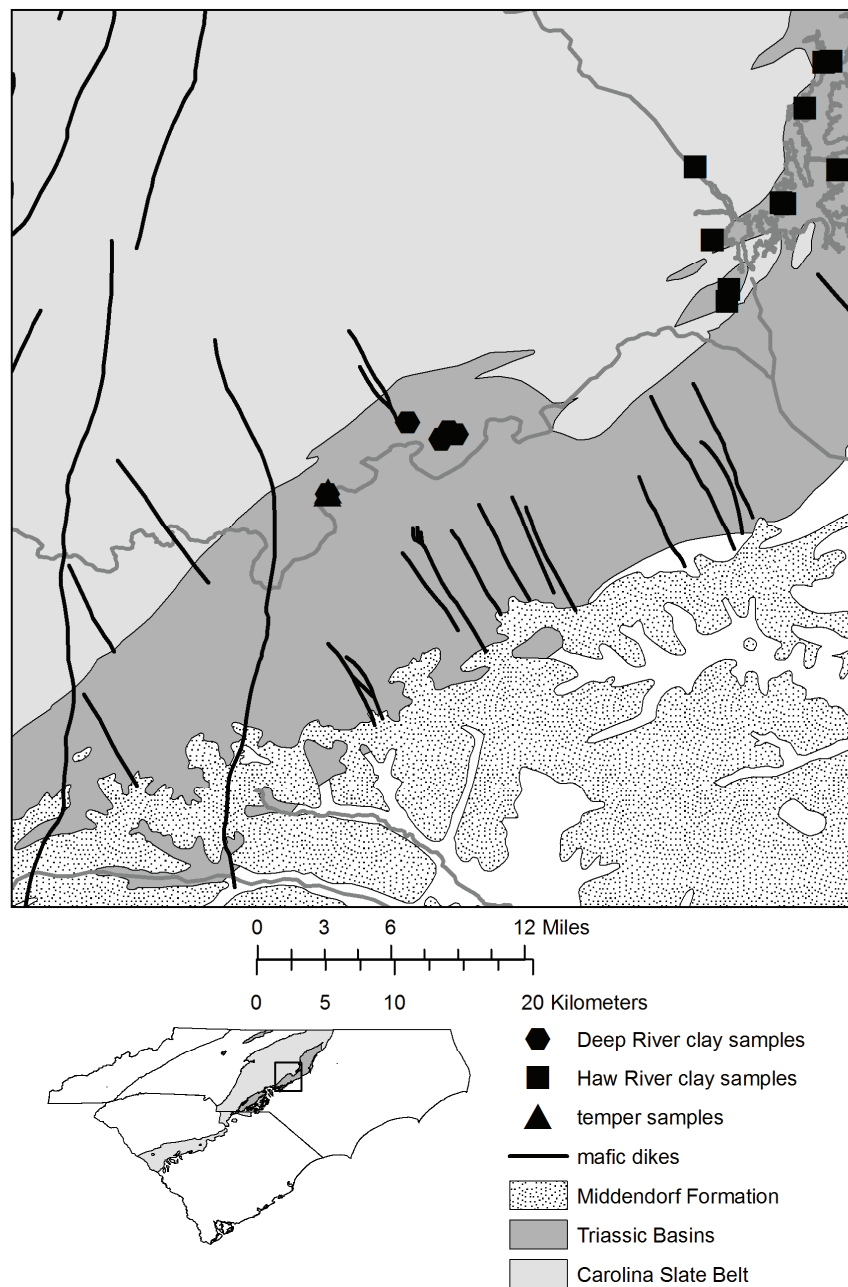 0 3 6 12 Miles
0 5 10 20 Kilometers
Deep River clay samples
Haw River clay samples
temper samples
mafic dikes
Middendorf Formation
Triassic Basins
Carolina Slate Belt